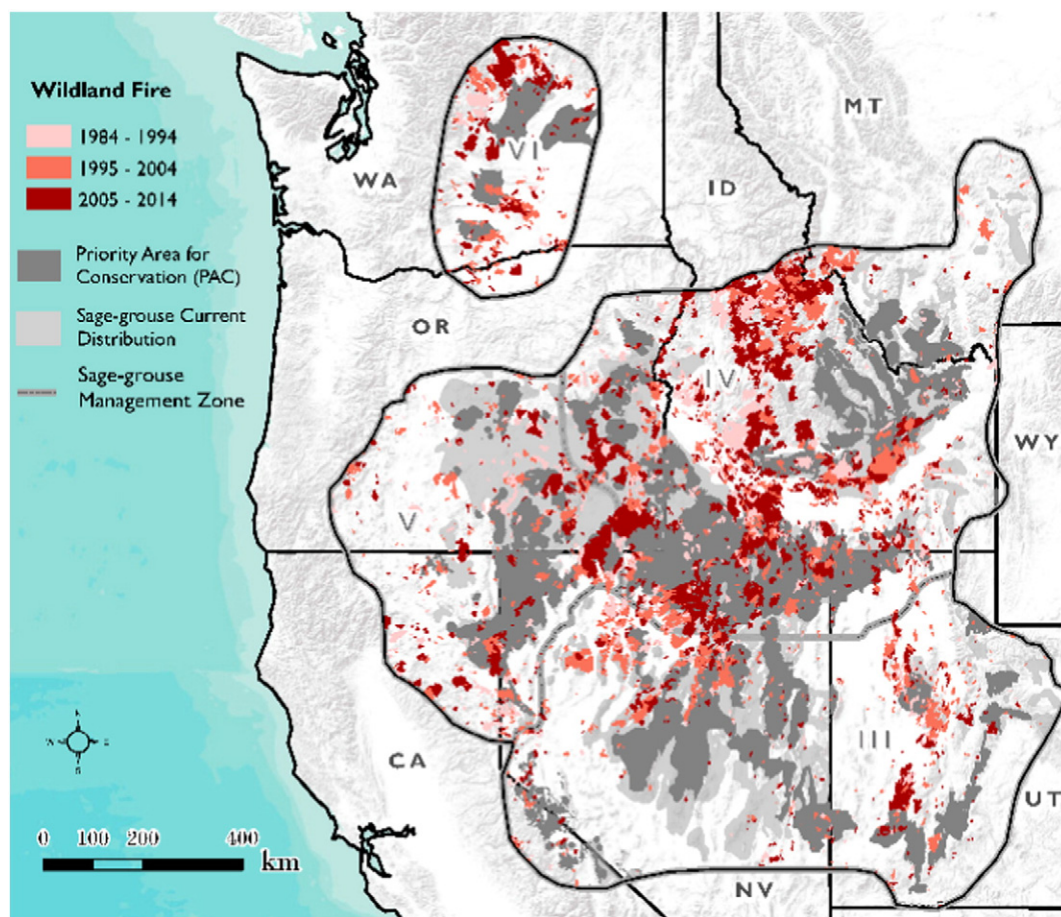 Wildland Fire
1984 - 1994
1995 - 2004
2005 - 2014
Priority Area for
Conservation (PAC)
Sage-grouse Current
Distribution
Sage-grouse
Management Zone
WA
VI
ID
MT
OR
IV
WY
V
III
CA
UT
NV
N
W
E
S
0 100 200 400
km